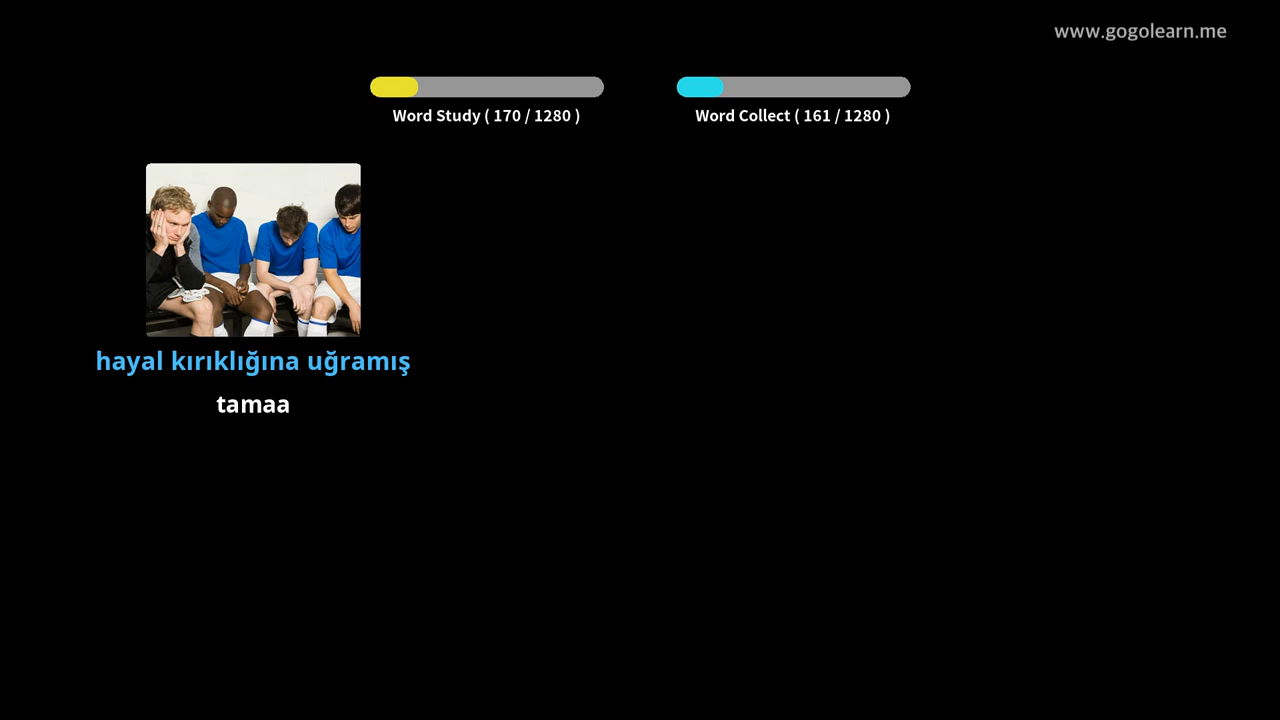 www.gogolearn.me
Word Study ( 170 / 1280 )
Word Collect ( 161 / 1280 )
hayal kırıklığına uğramış
tamaa